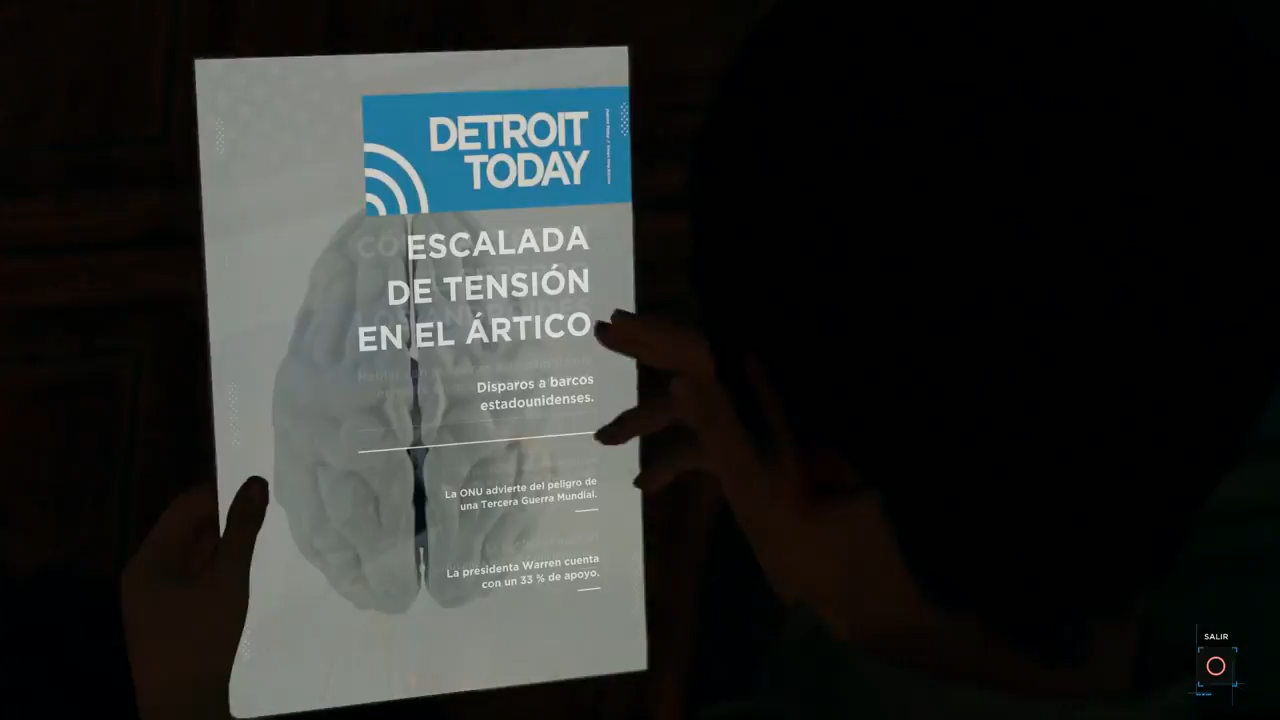 DETROIT
TODAY
ESCALADA
DE TENSIÓN
EN EL ÁRTICO
Disparos a barcos
estadounidenses.
La ONU advierte del peligro de
una Tercera Guerra Mundial.
La presidenta Warren cuenta
con un 33 % de apoyo.
SALIR